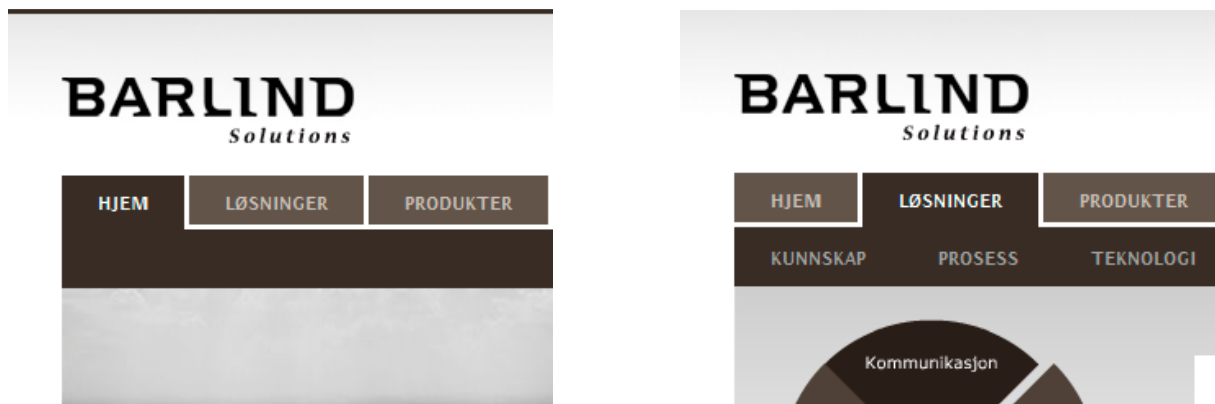 BARLIND
Solutions
HJEM LØSNINGER PRODUKTER
BARLIND
Solutions
HJEM LØSNINGER PRODUKTER
KUNNSKAP PROSESS TEKNOLOGI
Kommunikasjon